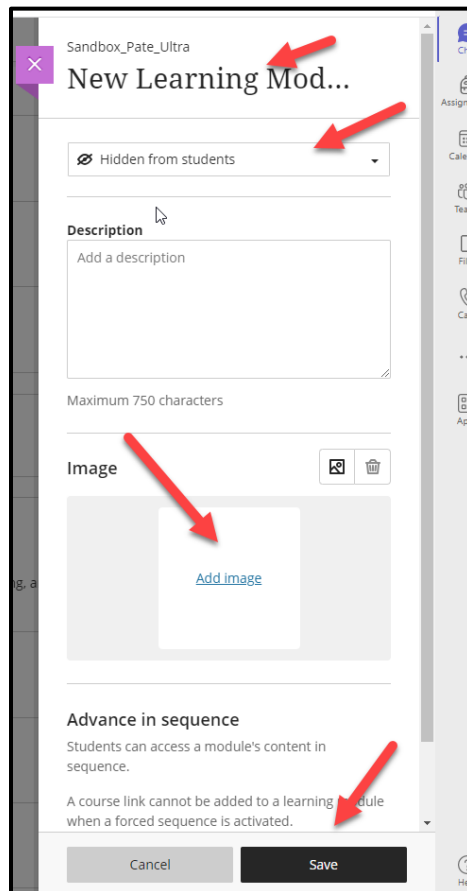 Sandbox_Pate_Ultra
New Learning Mod...
Hidden from students
Description
Add a description
Maximum 750 characters
Image
Add image
Advance in sequence
Students can access a module's content in
sequence.
A course link cannot be added to a learning
when a forced sequence is activated.
Cancel
Save